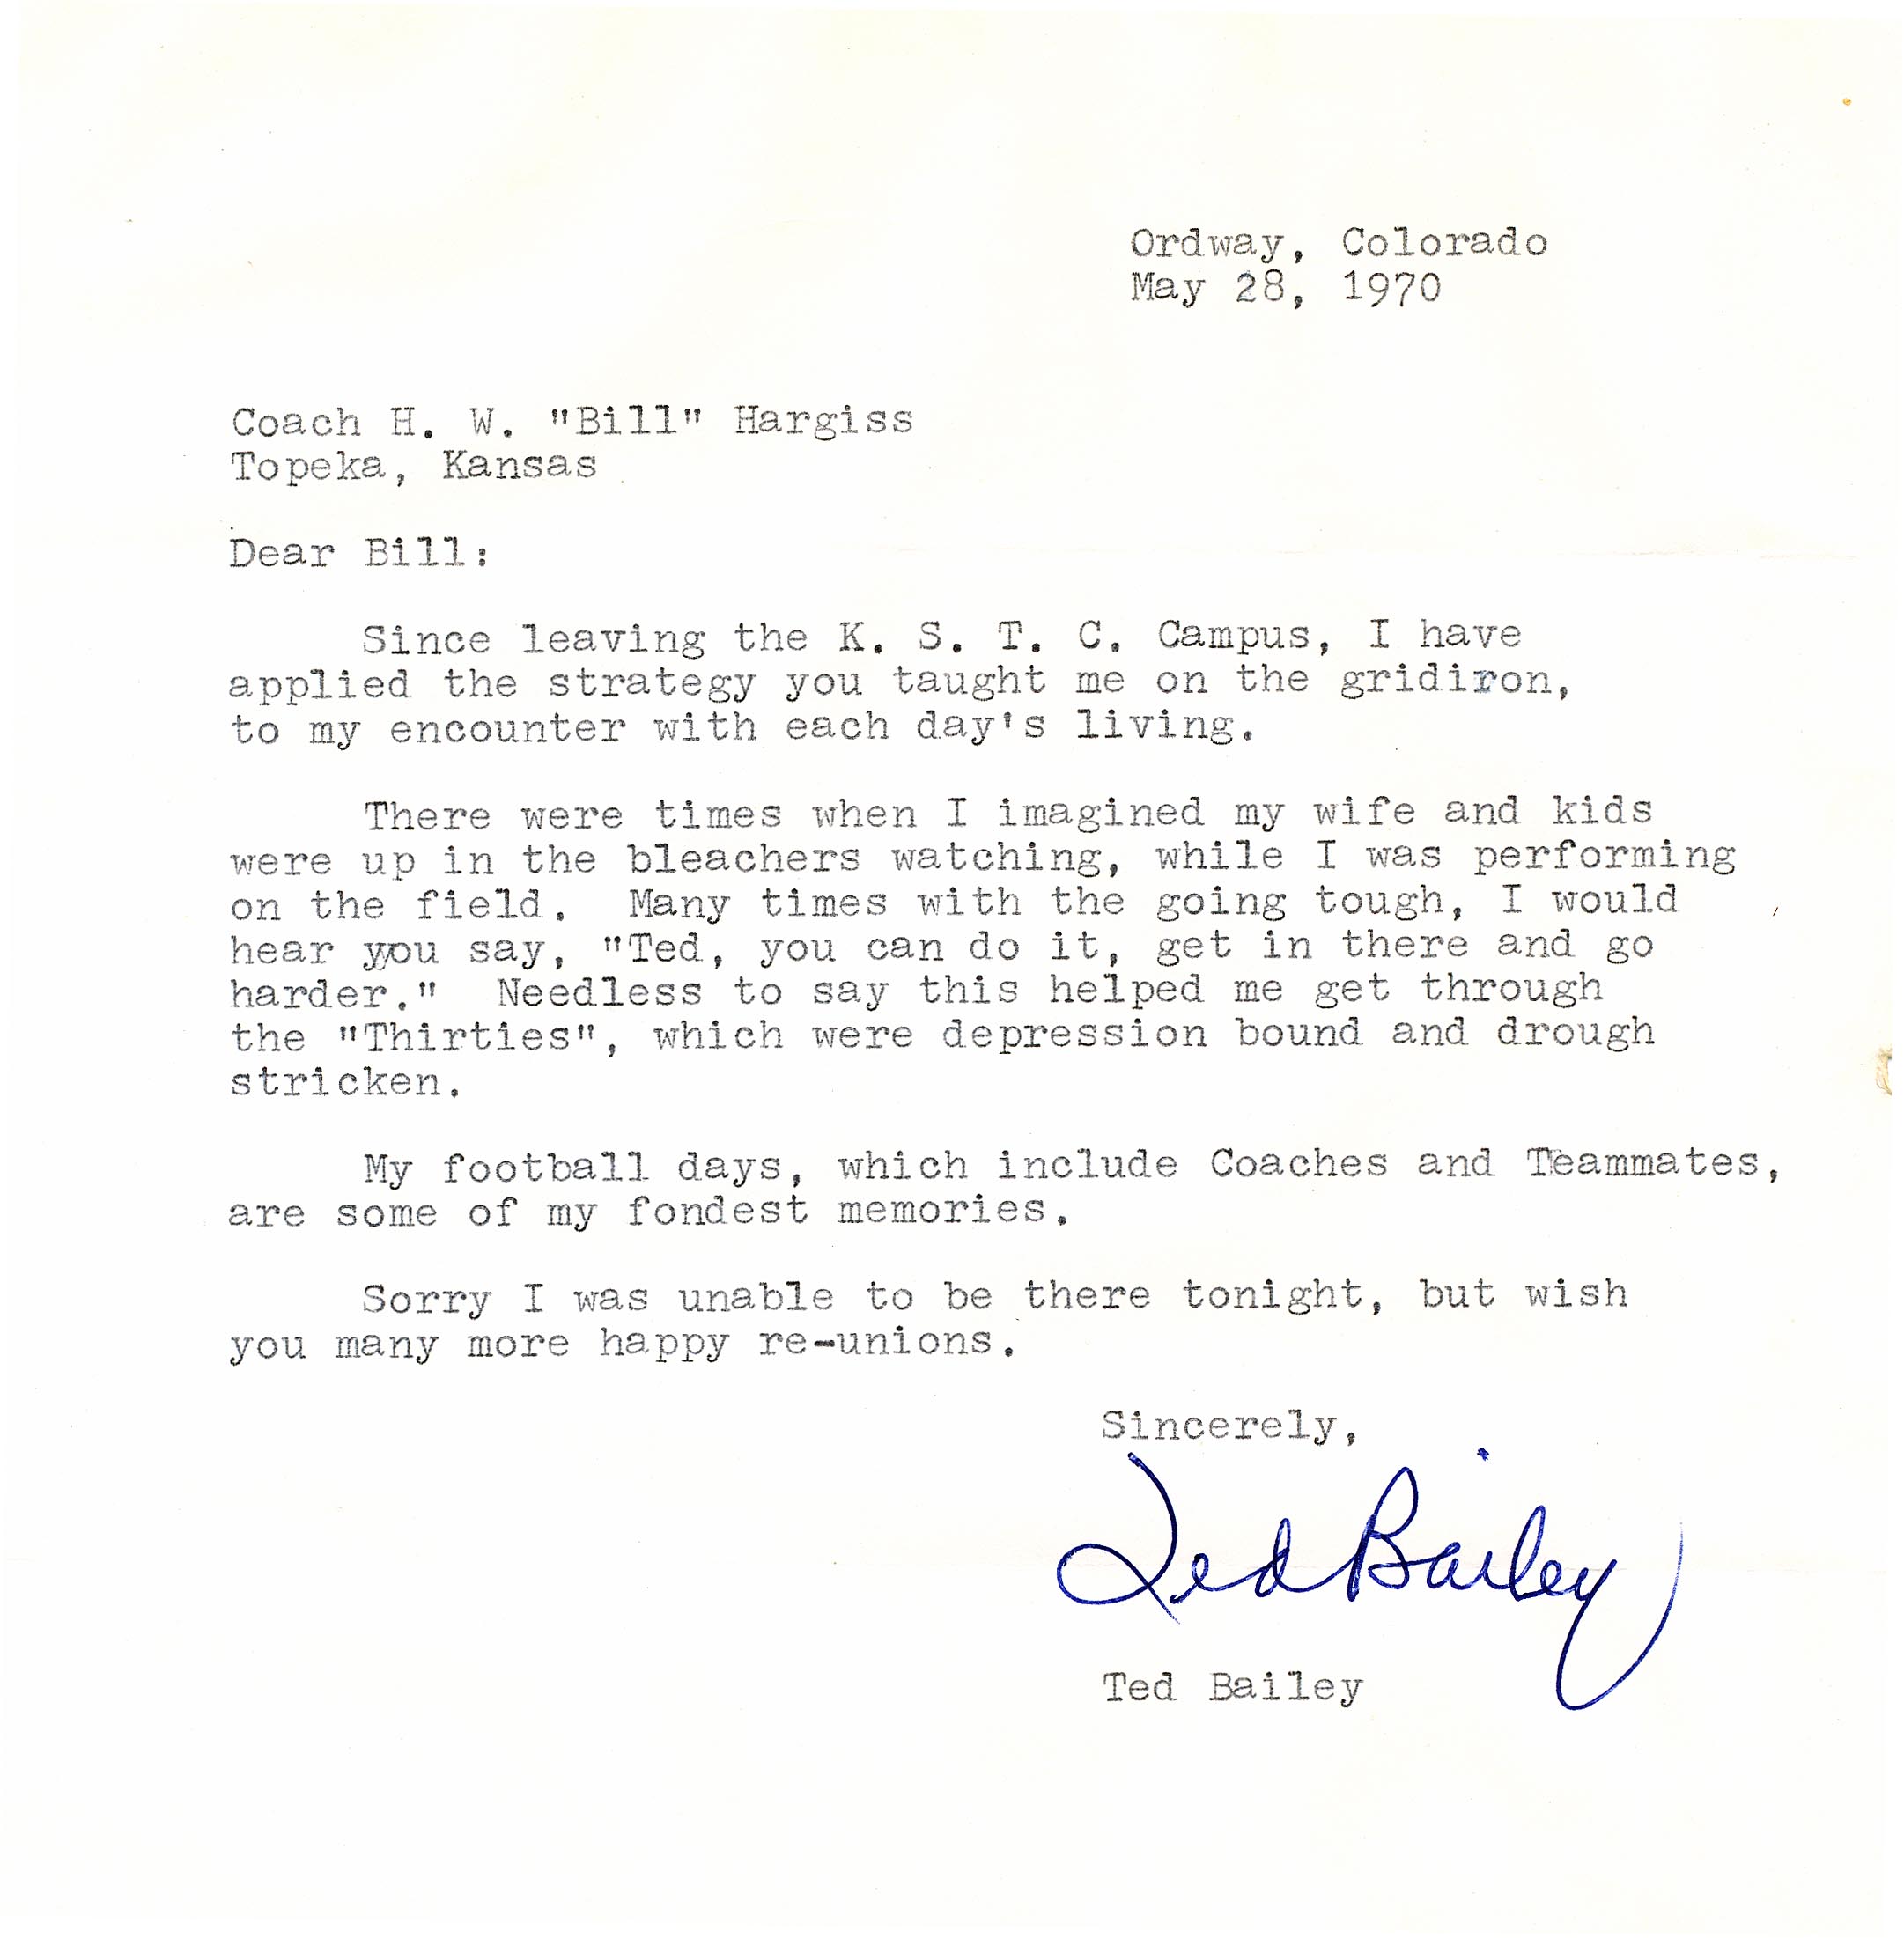 Ordway, Colorado
May 28, 1970
Coach H. W. "Bill" Hargiss
Topeka, Kansas
Dear Bill:
Since leaving the K. S. T. C. Campus, I have
applied the strategy you taught me on the gridiron,
to my encounter with each day's living.
There were times when I imagined my wife and kids
were up in the bleachers watching, while I was performing
on the field. Many times with the going tough, I would
hear you say, "Ted, you can do it, get in there and go
harder." Needless to say this helped me get through
the "Thirties", which were depression bound and drough
stricken.
My football days, which include Coaches and Teammates,
are some of my fondest memories.
Sorry I was unable to be there tonight, but wish
you many more happy re-unions.
Sincerely,
Ted Bailey
Ted Bailey